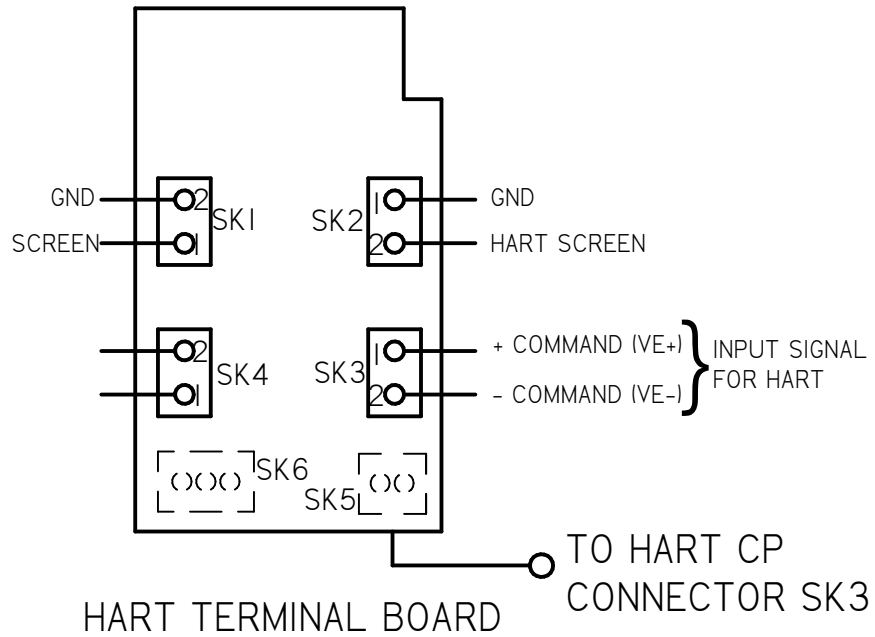 GND
2
SK1
SCREEN
1
1
SK2
GND
2
HART SCREEN
2
SK4
1
1
SK3
+ COMMAND (VE+)
2
- COMMAND (VE-)
INPUT SIGNAL
FOR HART
SK6
SK5
TO HART CP
CONNECTOR SK3
HART TERMINAL BOARD